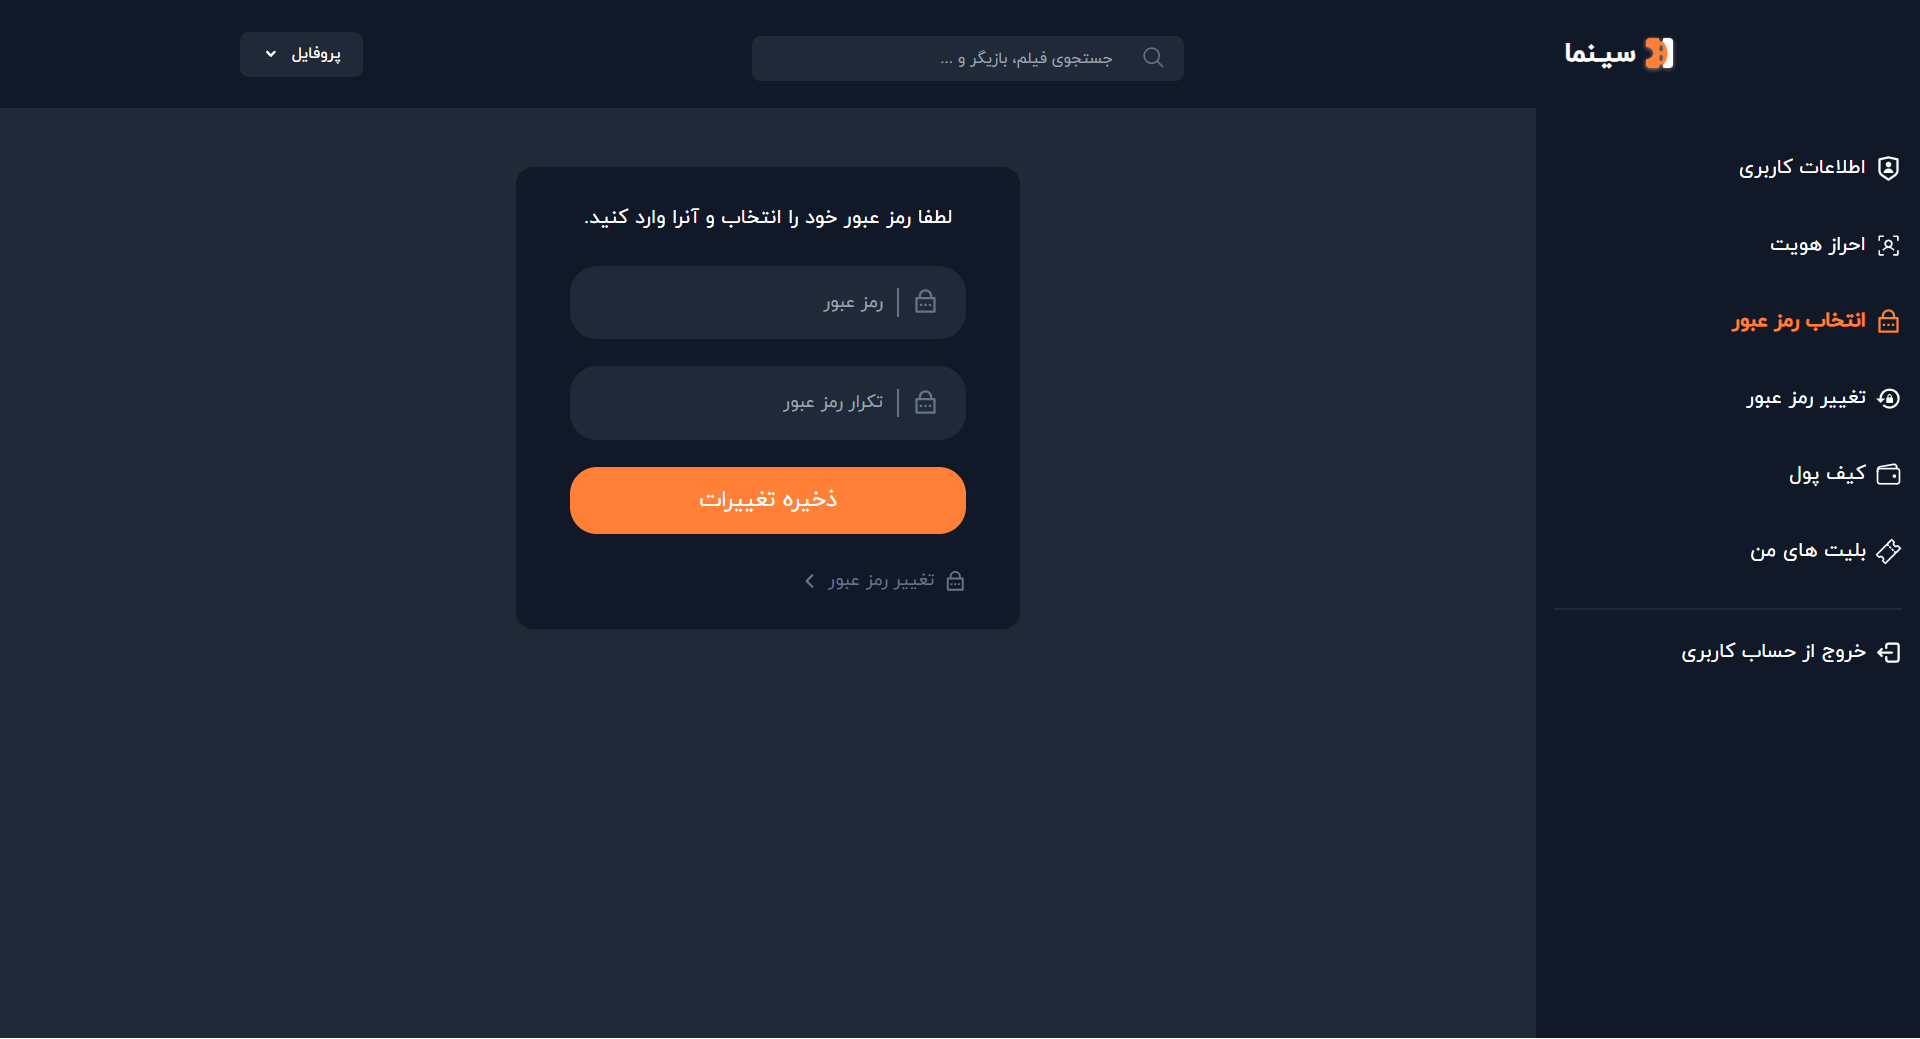 سینما
جستجوی فیلم، بازیگر و ...
پروفایل
اطلاعات کاربری
احراز هویت
انتخاب رمز عبور
تغییر رمز عبور
کیف پول
بلیت های من
خروج از حساب کاربری
لطفا رمز عبور خود را انتخاب و آنرا وارد کنید.
رمز عبور
تکرار رمز عبور
ذخیره تغییرات
تغییر رمز عبور